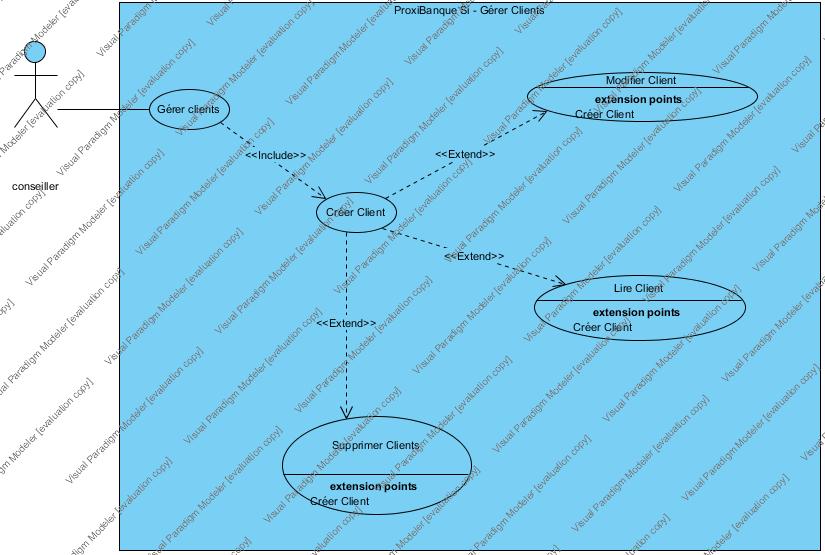 ProxiBanque SI - Gérer Clients
Gérer clients
conseiller
<<Include>>
<<Extend>>
Modifier Client
extension points
Créer Client
Créer Client
<<Extend>>
Lire Client
extension points
Créer Client
<<Extend>>
Supprimer Clients
extension points
Créer Client
Visual Paradigm Modeler [evaluation copy]